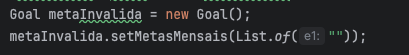 Goal metaInvalida = new Goal();
metaInvalida.setMetasMensais(List.of( e1: ""));